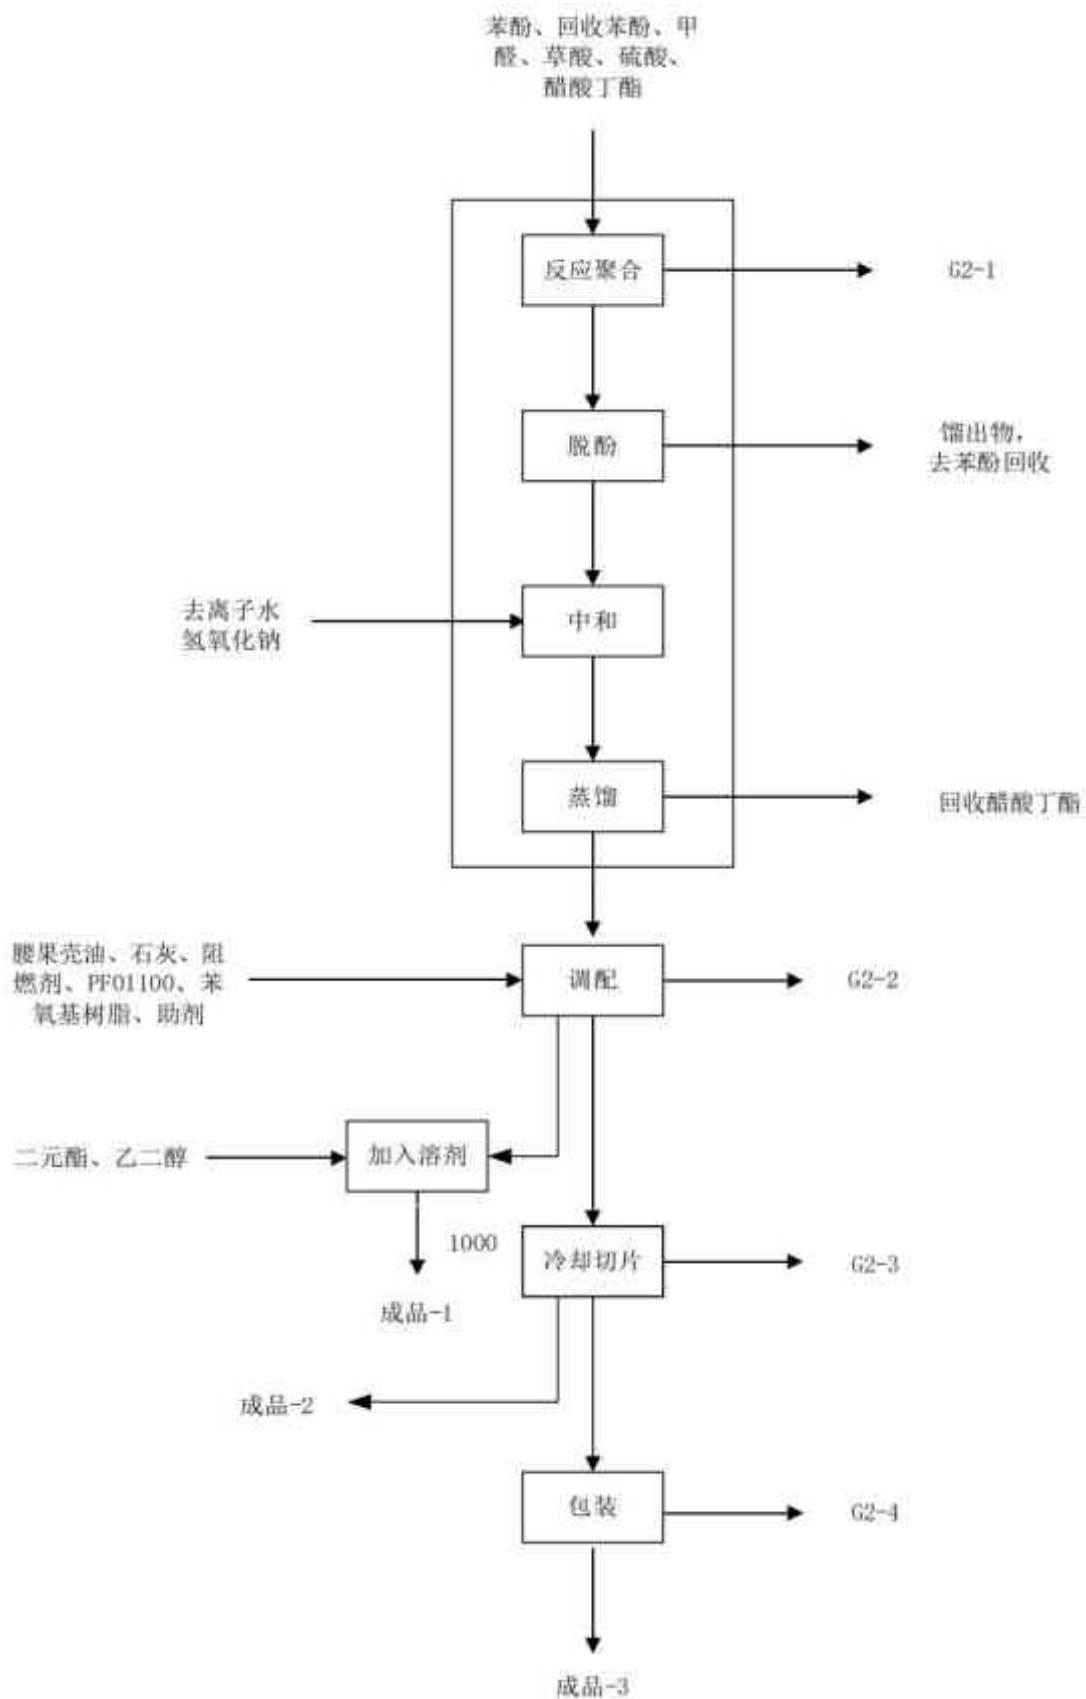 苯酚、回收苯酚、甲
醛、草酸、硫酸、
醋酸丁酯
反应聚合
G2-1
脱酚
馏出物，
去苯酚回收
去离子水
氢氧化钠
中和
蒸馏
回收醋酸丁酯
腰果壳油、石灰、阻
燃剂、PF01100、苯
氧基树脂、助剂
调配
G2-2
二元酯、乙二醇
加入溶剂
1000
成品-1
冷却切片
G2-3
成品-2
包装
G2-4
成品-3